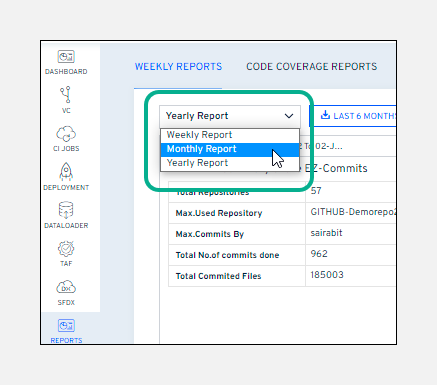 DASHBOARD
VC
CI JOBS
DEPLOYMENT
DATALOADER
TAF
SFDX
REPORTS
WEEKLY REPORTS
CODE COVERAGE REPORTS
Yearly Report
LAST 6 MONTHS
Weekly Report
Monthly Report
Yearly Report
To 02-J...
EZ-Commits
Total Repositories 57
Max.Used Repository GITHUB-Demorepo2
Max.Commits By sairabit
Total No.of commits done 962
Total Commited Files 185003